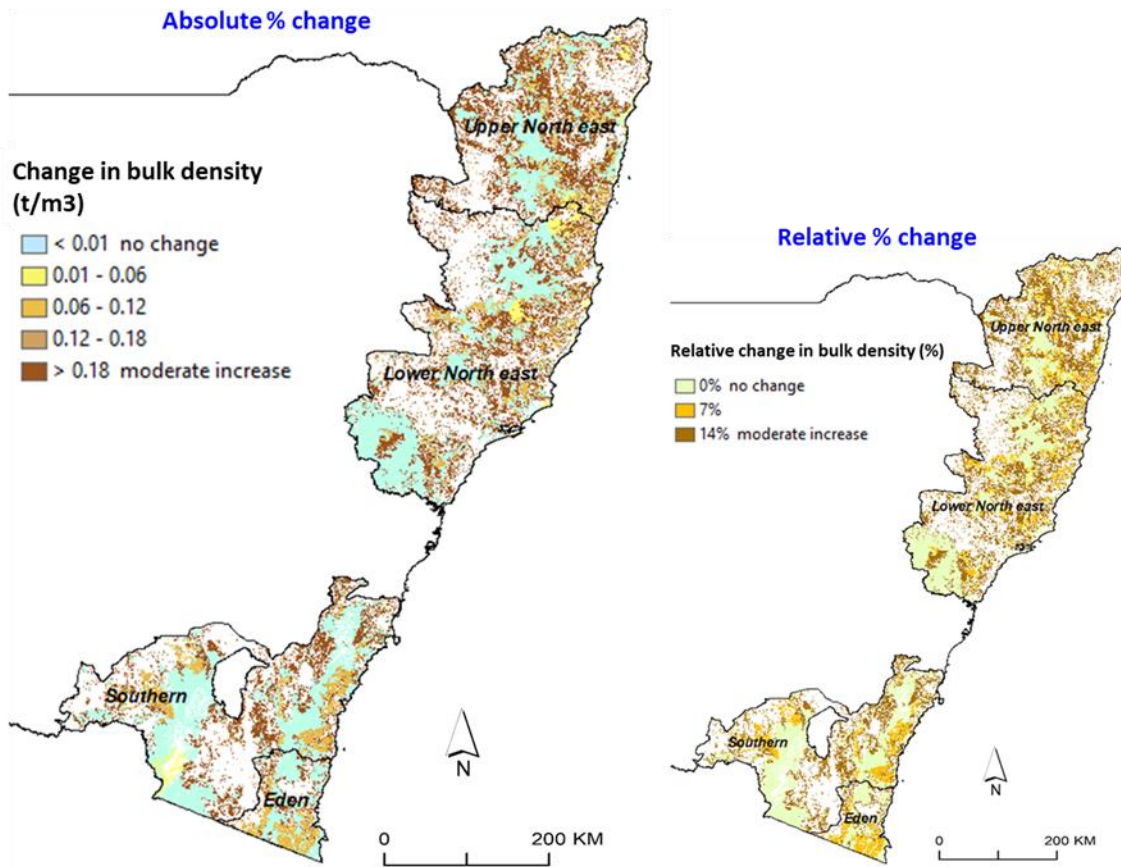 Absolute % change
Upper North east
Change in bulk density
(t/m3)
< 0.01 no change
0.01 - 0.06
0.06 - 0.12
0.12 - 0.18
> 0.18 moderate increase
Lower North east
Southern
Eden
N
0 200 KM
Relative % change
Upper North east
Relative change in bulk density (%)
0% no change
7%
14% moderate increase
Lower North east
Southern
Eden
N
0 200 KM